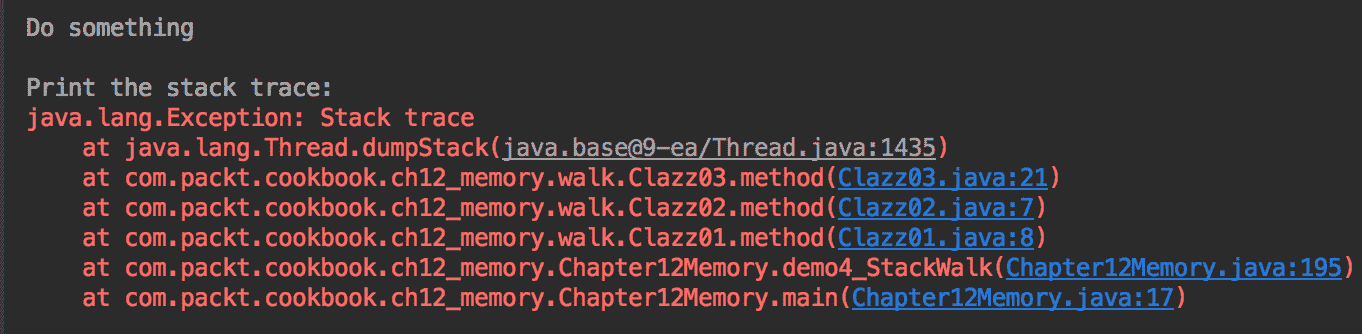 Do something
Print the stack trace:
java.lang.Exception: Stack trace
at java.lang.Thread.dumpStack(java.base@9-ea/Thread.java:1435)
at com.packt.cookbook.ch12_memory.walk.Clazz03.method(Clazz03.java:21)
at com.packt.cookbook.ch12_memory.walk.Clazz02.method(Clazz02.java:7)
at com.packt.cookbook.ch12_memory.walk.Clazz01.method(Clazz01.java:8)
at com.packt.cookbook.ch12_memory.Chapter12Memory.demo4_StackWalk(Chapter12Memory.java:195)
at com.packt.cookbook.ch12_memory.Chapter12Memory.main(Chapter12Memory.java:17)